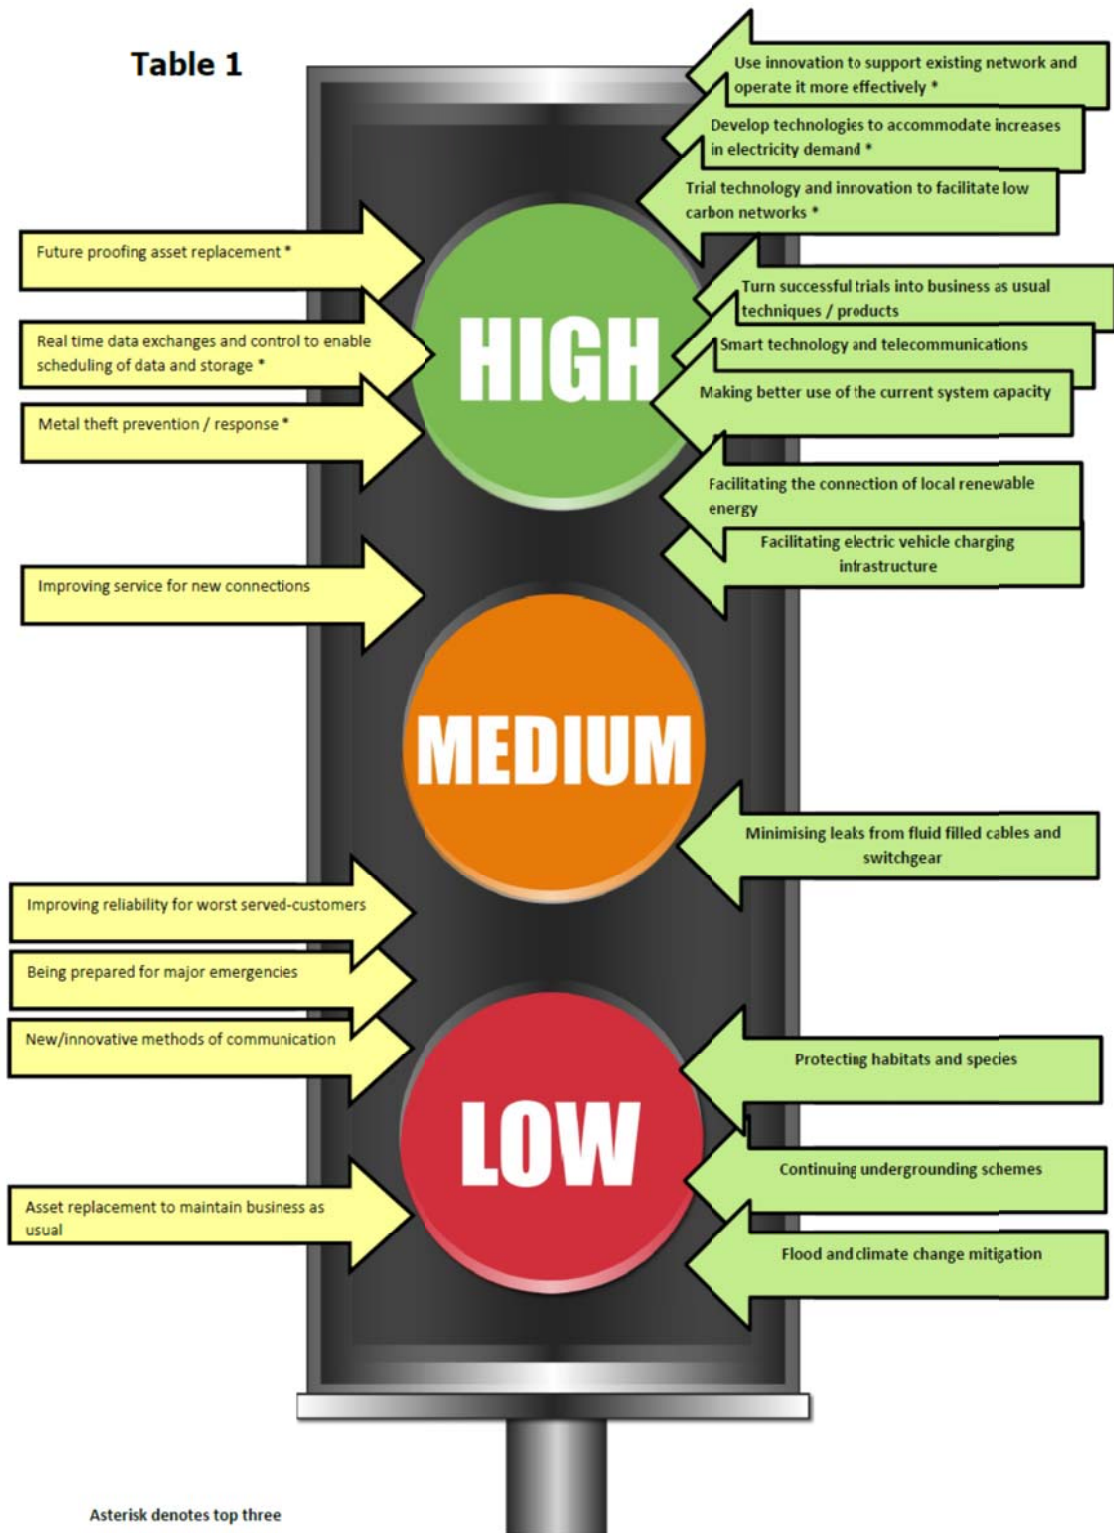 Table 1
Use innovation to support existing network and
operate it more effectively *
Develop technologies to accommodate increases
in electricity demand *
Trial technology and innovation to facilitate low
carbon networks *
Future proofing asset replacement *
Turn successful trials into business as usual
techniques / products
Real time data exchanges and control to enable
scheduling of data and storage *
Smart technology and telecommunications
HIGH
Making better use of the current system capacity
Metal theft prevention / response *
Facilitating the connection of local renewable
energy
Facilitating electric vehicle charging
infrastructure
Improving service for new connections
MEDIUM
Minimising leaks from fluid filled cables and
switchgear
Improving reliability for worst served-customers
Being prepared for major emergencies
New/innovative methods of communication
Protecting habitats and species
LOW
Continuing undergrounding schemes
Asset replacement to maintain business as
usual
Flood and climate change mitigation
Asterisk denotes top three